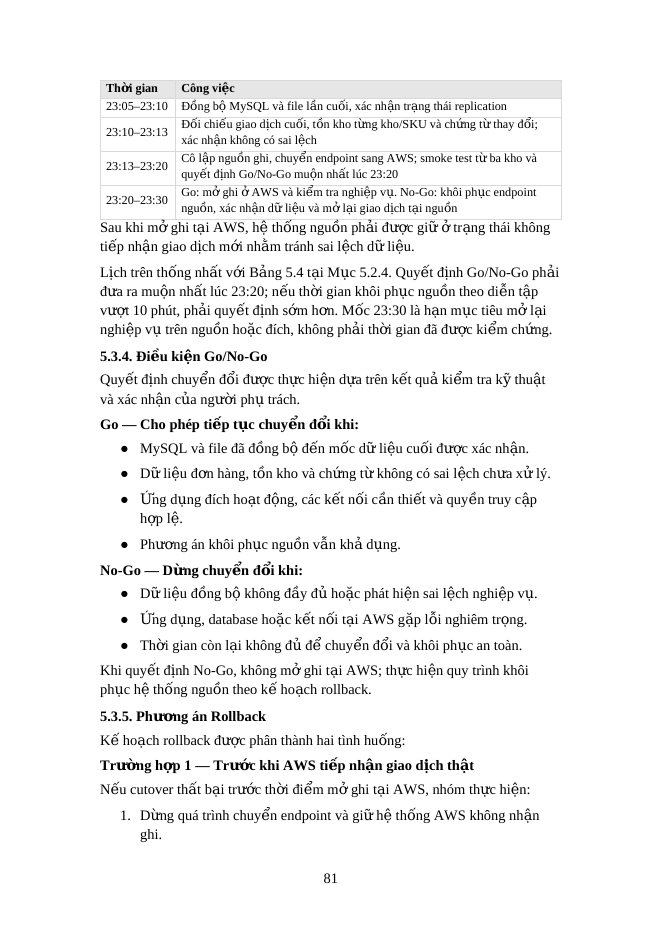 Thời gian Công việc
23:05–23:10 Đồng bộ MySQL và file lần cuối, xác nhận trạng thái replication
23:10–23:13 Đối chiếu giao dịch cuối, tồn kho từng kho/SKU và chứng từ thay đổi;
xác nhận không có sai lệch
23:13–23:20 Cô lập nguồn ghi, chuyển endpoint sang AWS; smoke test từ ba kho và
quyết định Go/No-Go muộn nhất lúc 23:20
23:20–23:30 Go: mở ghi ở AWS và kiểm tra nghiệp vụ. No-Go: khôi phục endpoint
nguồn, xác nhận dữ liệu và mở lại giao dịch tại nguồn
Sau khi mở ghi tại AWS, hệ thống nguồn phải được giữ ở trạng thái không
tiếp nhận giao dịch mới nhằm tránh sai lệch dữ liệu.
Lịch trên thống nhất với Bảng 5.4 tại Mục 5.2.4. Quyết định Go/No-Go phải
đưa ra muộn nhất lúc 23:20; nếu thời gian khôi phục nguồn theo diễn tập
vượt 10 phút, phải quyết định sớm hơn. Mốc 23:30 là hạn mục tiêu mở lại
nghiệp vụ trên nguồn hoặc đích, không phải thời gian đã được kiểm chứng.
5.3.4. Điều kiện Go/No-Go
Quyết định chuyển đổi được thực hiện dựa trên kết quả kiểm tra kỹ thuật
và xác nhận của người phụ trách.
Go — Cho phép tiếp tục chuyển đổi khi:
● MySQL và file đã đồng bộ đến mốc dữ liệu cuối được xác nhận.
● Dữ liệu đơn hàng, tồn kho và chứng từ không có sai lệch chưa xử lý.
● Ứng dụng đích hoạt động, các kết nối cần thiết và quyền truy cập
hợp lệ.
● Phương án khôi phục nguồn vẫn khả dụng.
No-Go — Dừng chuyển đổi khi:
● Dữ liệu đồng bộ không đầy đủ hoặc phát hiện sai lệch nghiệp vụ.
● Ứng dụng, database hoặc kết nối tại AWS gặp lỗi nghiêm trọng.
● Thời gian còn lại không đủ để chuyển đổi và khôi phục an toàn.
Khi quyết định No-Go, không mở ghi tại AWS; thực hiện quy trình khôi
phục hệ thống nguồn theo kế hoạch rollback.
5.3.5. Phương án Rollback
Kế hoạch rollback được phân thành hai tình huống:
Trường hợp 1 — Trước khi AWS tiếp nhận giao dịch thật
Nếu cutover thất bại trước thời điểm mở ghi tại AWS, nhóm thực hiện:
1. Dừng quá trình chuyển endpoint và giữ hệ thống AWS không nhận
ghi.
81